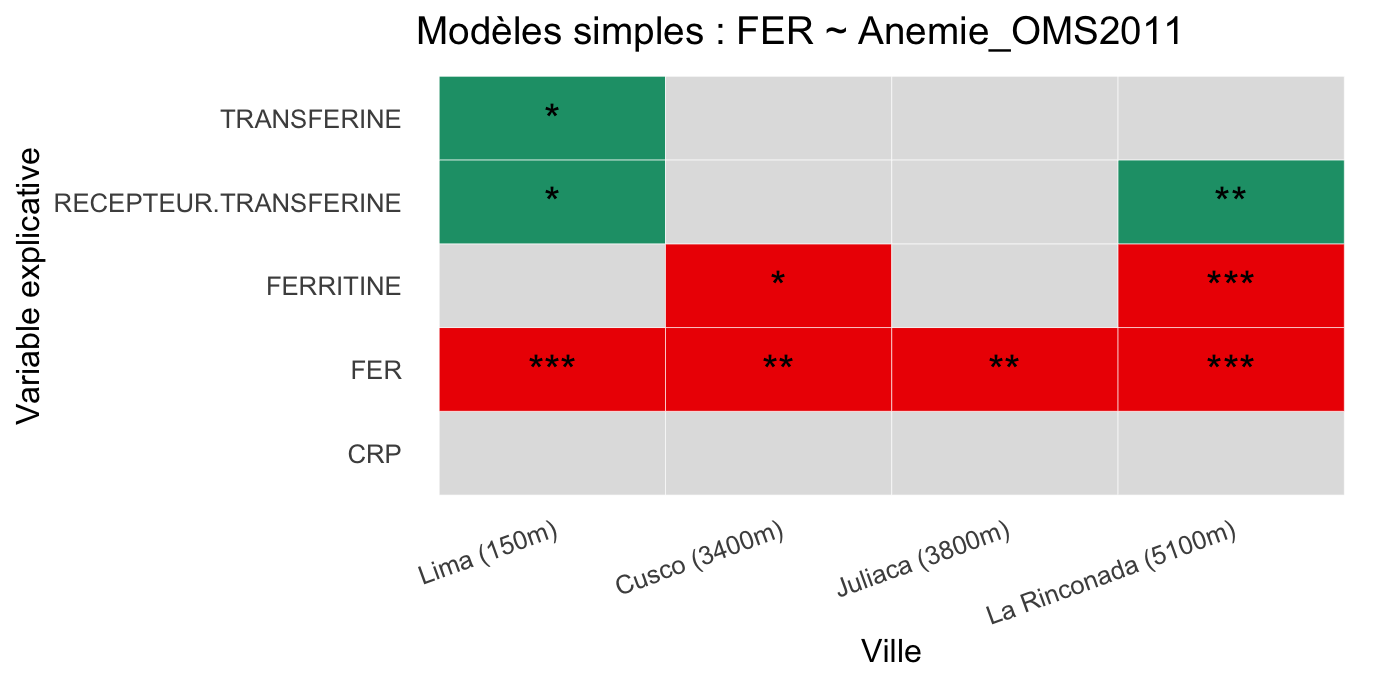 Modèles simples : FER ~ Anemie_OMS2011
Variable explicative
TRANSFERINE
*
RECEPTEUR.TRANSFERINE
*
**
FERRITINE
*
***
FER
***
**
**
***
CRP
Lima (150m)
Cusco (3400m)
Juliaca (3800m)
La Rinconada (5100m)
Ville